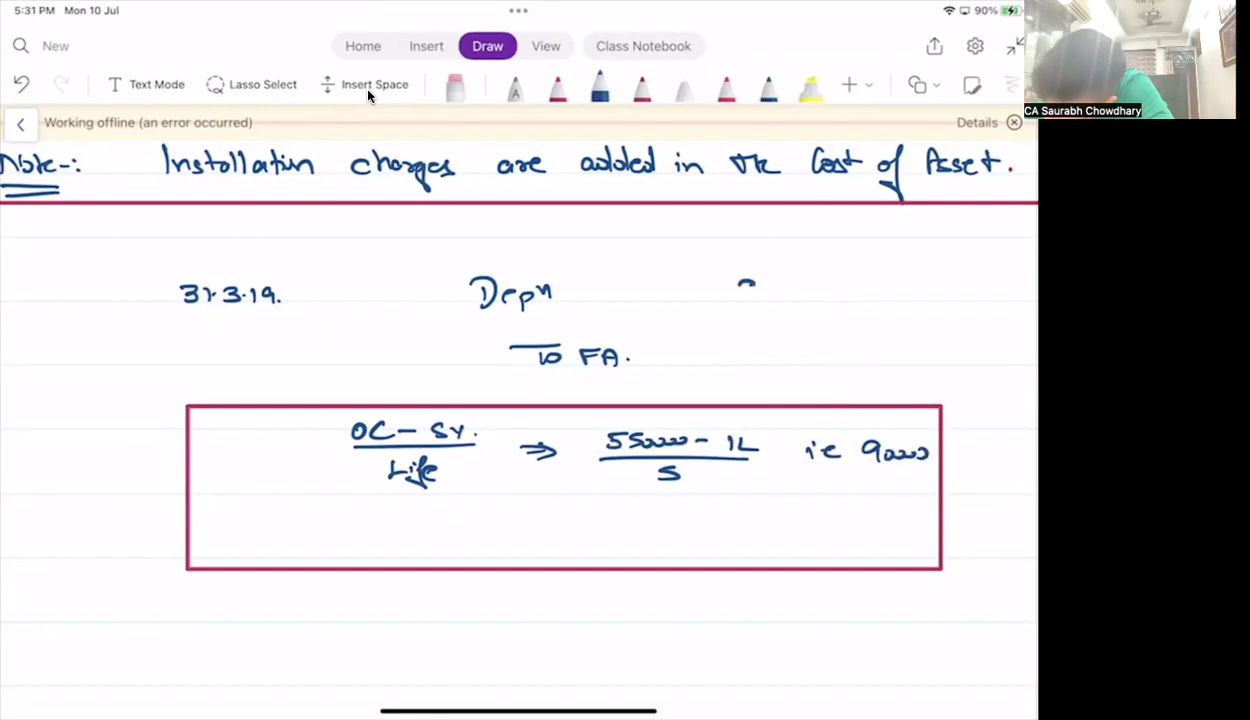 5:31 PM Mon 10 Jul
90%
New
Home Insert Draw View Class Notebook
Text Mode Lasso Select Insert Space
A
CA Saurabh Chowdhary
Working offline (an error occurred) Details
Note-: Installation charges are added in the Cost of Asset.
31.3.19. Depn
To FA.
OC - SV. ⇒ 550000 - 1L i.e 90000
Life 5